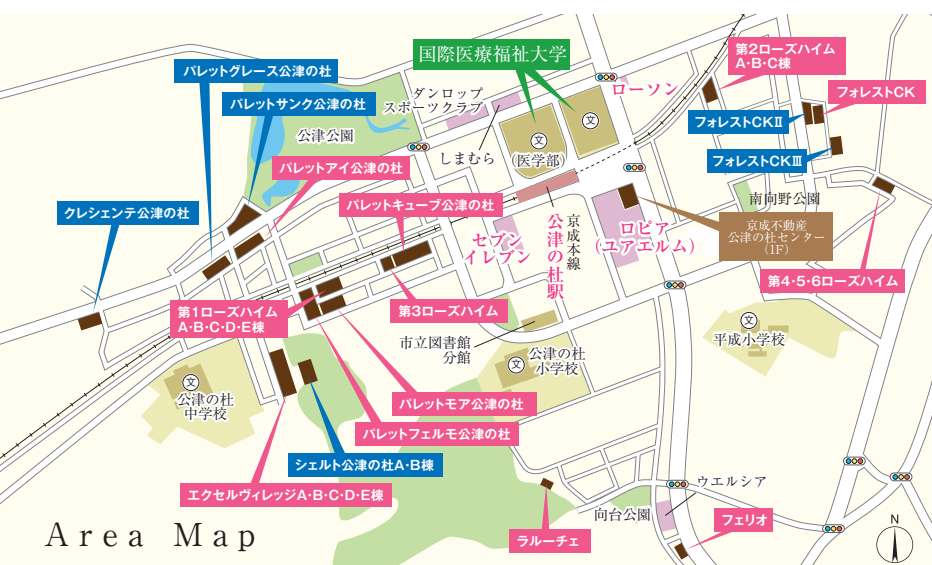 国際医療福祉大学
第2ローズハイム
A・B・C棟
パレットグレース公津の杜
ダンロップ
スポーツクラブ
ローソン
フォレストCK
パレットサンク公津の杜
フォレストCKⅡ
公津公園
文
文
しまむら
(医学部)
フォレストCKⅢ
パレットアイ公津の杜
南向野公園
クレシェンテ公津の杜
パレットキューブ公津の杜
京成本線
公津の杜駅
ロピア
(ユアエルム)
セブン
イレブン
京成不動産
公津の杜センター
(1F)
第4・5・6ローズハイム
第1ローズハイム
A・B・C・D・E棟
第3ローズハイム
文
平成小学校
市立図書館
分館
文
公津の杜
小学校
文
公津の杜
中学校
パレットモア公津の杜
パレットフェルモ公津の杜
シェルト公津の杜A・B棟
エクセルヴィレッジA・B・C・D・E棟
ウエルシア
向台公園
フェリオ
ラルーチェ
N
Area Map